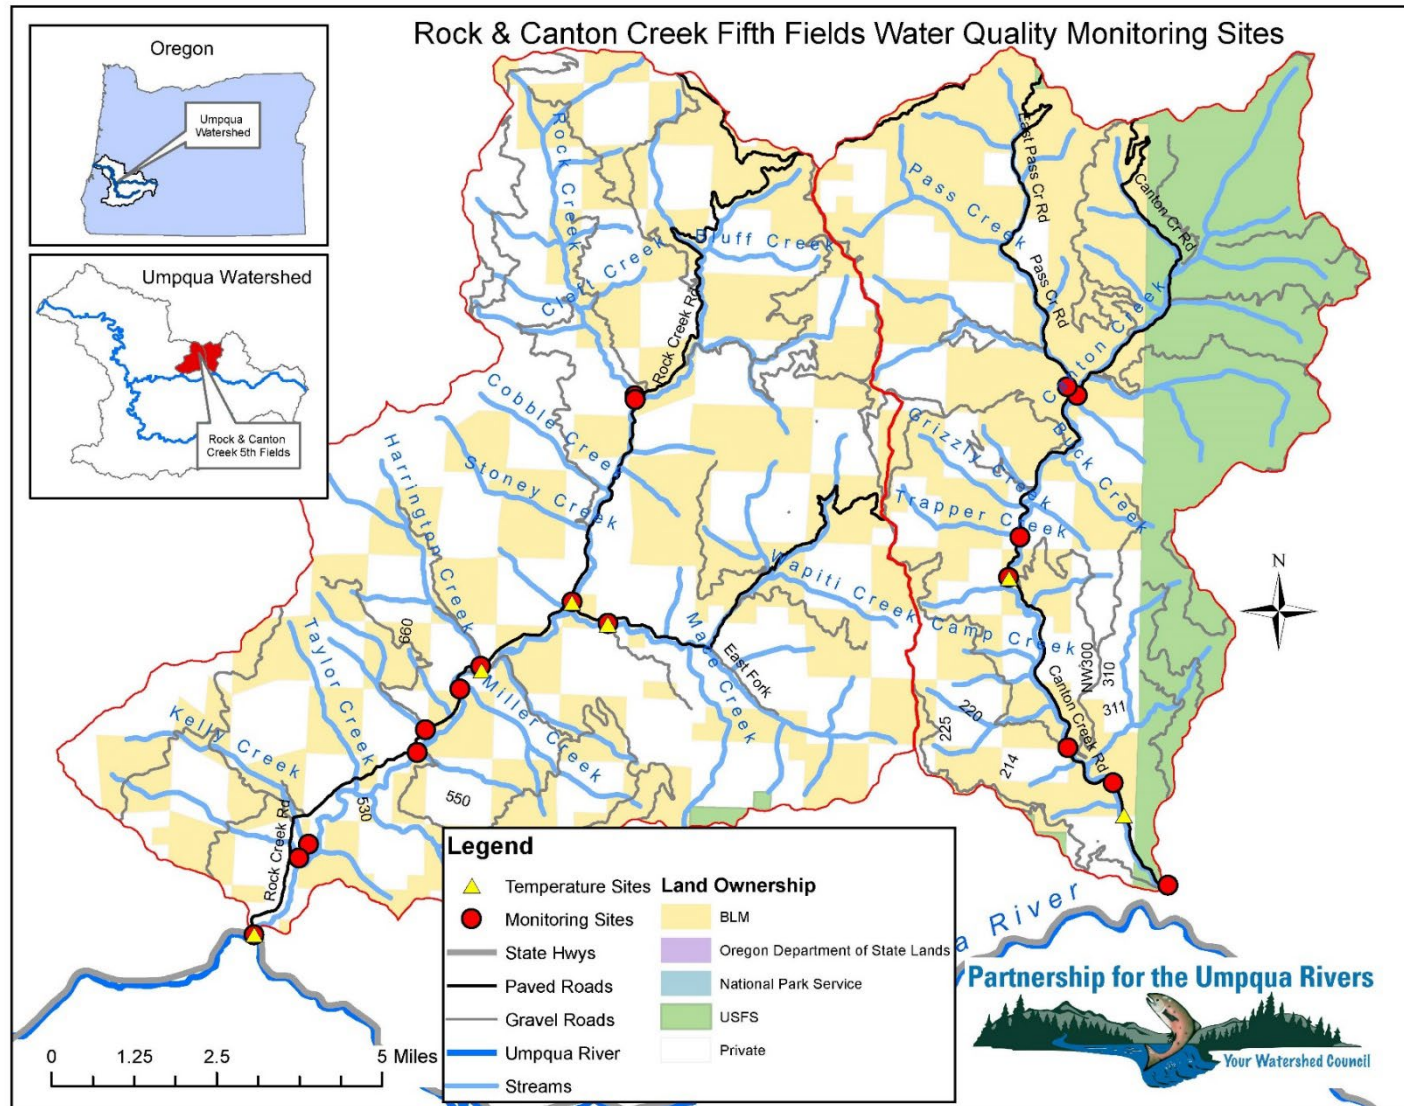 Rock & Canton Creek Fifth Fields Water Quality Monitoring Sites
Oregon
Umpqua
Watershed
Umpqua Watershed
Rock & Canton
Creek 5th Fields
Rock Creek
Cleft Creek
Bluff Creek
Rock Creek Rd
Pass Creek
East Pass Cr Rd
Pass Cr Rd
Canton Cr Rd
Canton Creek
Cobble Creek
Harrington Creek
Stoney Creek
Grizzly Creek
Buck Creek
Trapper Creek
Wapiti Creek
Camp Creek
Mace Creek
East Fork
Miller Creek
Taylor Creek
Kelly Creek
660
550
530
Rock Creek Rd
NW300
310
311
220
225
214
Canton Creek Rd
a River
N
Legend
Temperature Sites
Monitoring Sites
State Hwys
Paved Roads
Gravel Roads
Umpqua River
Streams
Land Ownership
BLM
Oregon Department of State Lands
National Park Service
USFS
Private
0 1.25 2.5 5 Miles
Partnership for the Umpqua Rivers
Your Watershed Council